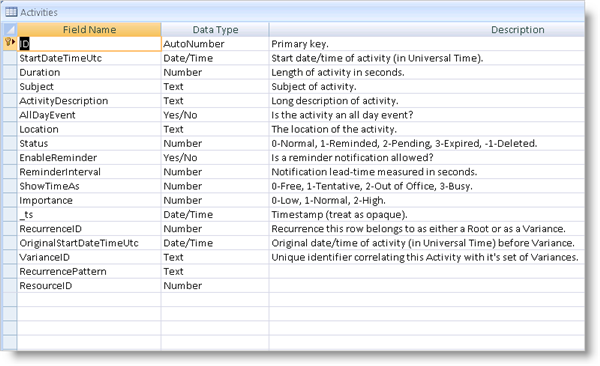 Activities
Field Name Data Type Description
ID AutoNumber Primary key.
StartDateTimeUtc Date/Time Start date/time of activity (in Universal Time).
Duration Number Length of activity in seconds.
Subject Text Subject of activity.
ActivityDescription Text Long description of activity.
AllDayEvent Yes/No Is the activity an all day event?
Location Text The location of the activity.
Status Number 0-Normal, 1-Reminded, 2-Pending, 3-Expired, -1-Deleted.
EnableReminder Yes/No Is a reminder notification allowed?
ReminderInterval Number Notification lead-time measured in seconds.
ShowTimeAs Number 0-Free, 1-Tentative, 2-Out of Office, 3-Busy.
Importance Number 0-Low, 1-Normal, 2-High.
_ts Date/Time Timestamp (treat as opaque).
RecurrenceID Number Recurrence this row belongs to as either a Root or as a Variance.
OriginalStartDateTimeUtc Date/Time Original date/time of activity (in Universal Time) before Variance.
VarianceID Text Unique identifier correlating this Activity with it's set of Variances.
RecurrencePattern Text
ResourceID Number